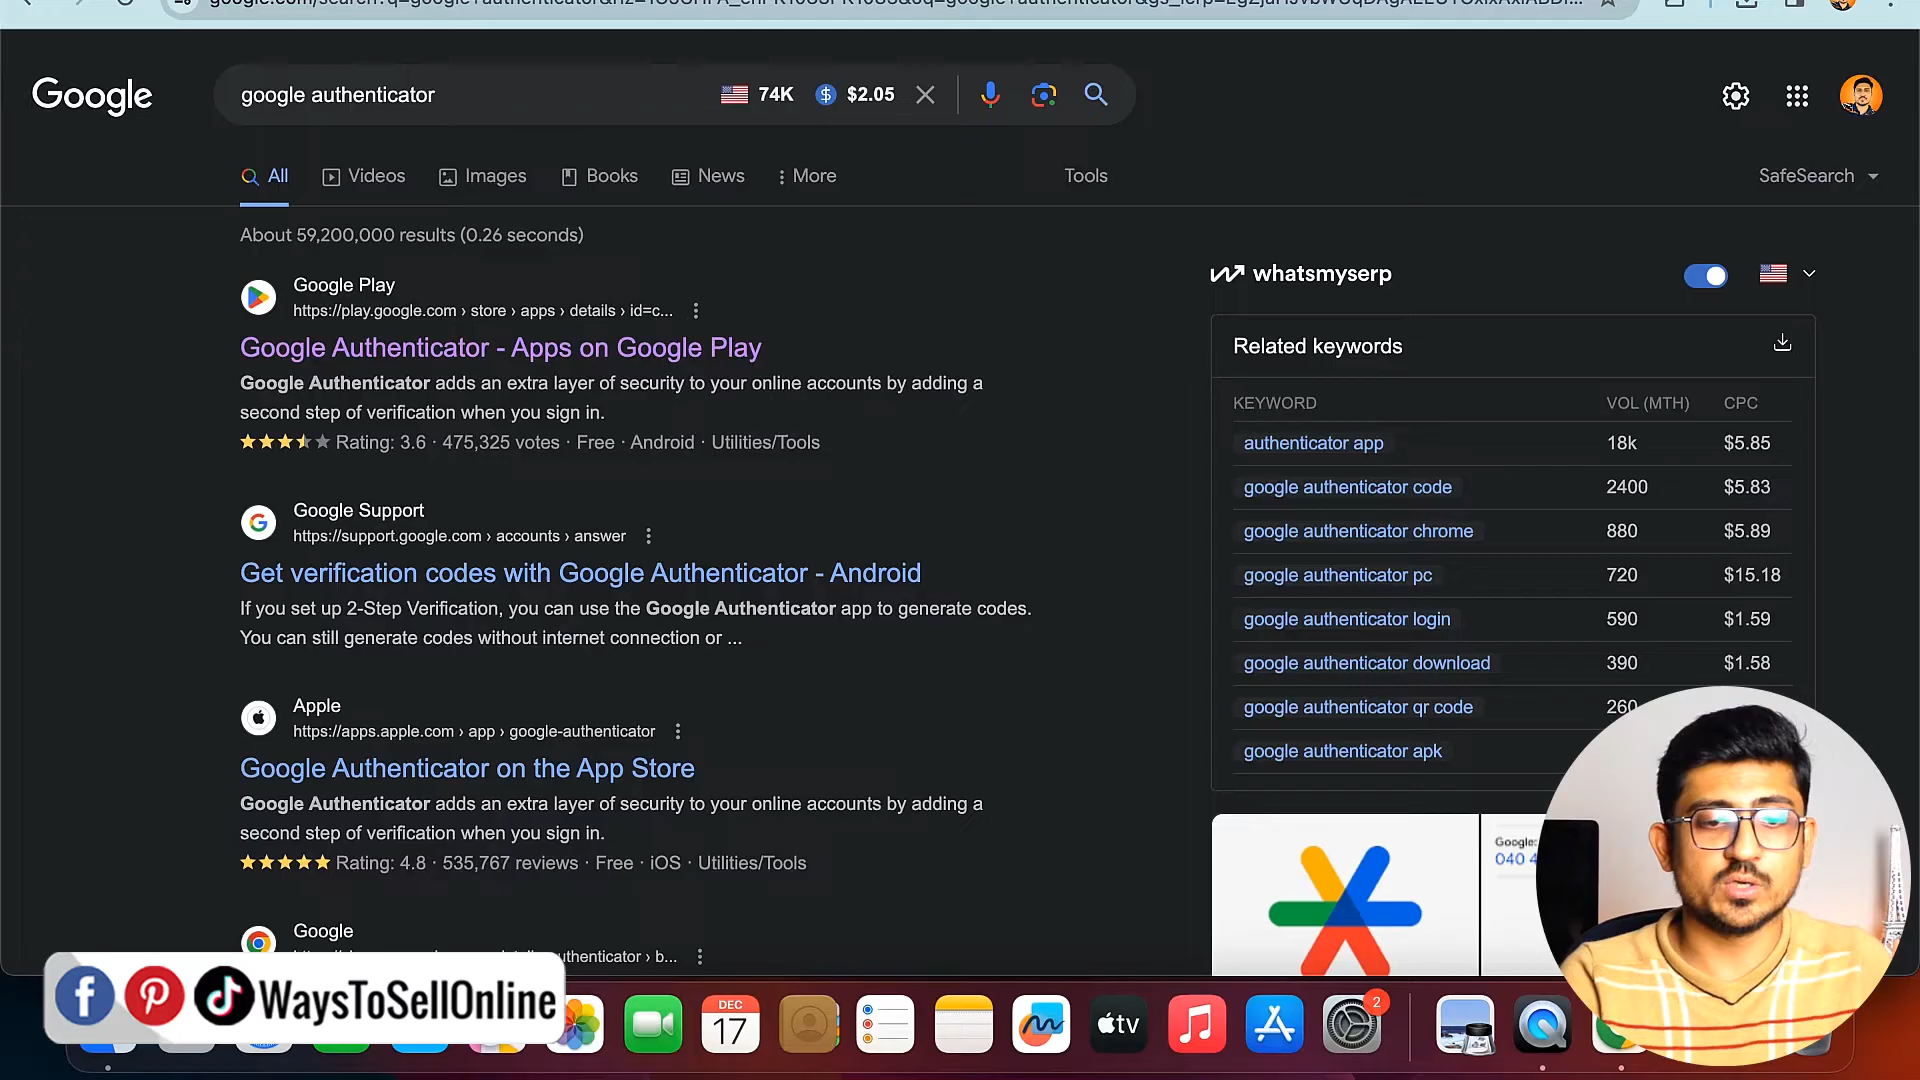 Google
google authenticator
74K
$2.05
All
Videos
Images
Books
News
More
Tools
SafeSearch
About 59,200,000 results (0.26 seconds)
Google Play
https://play.google.com › store › apps › details › id=c...
Google Authenticator - Apps on Google Play
Google Authenticator adds an extra layer of security to your online accounts by adding a
second step of verification when you sign in.
Rating: 3.6 · 475,325 votes · Free · Android · Utilities/Tools
Google Support
https://support.google.com › accounts › answer
Get verification codes with Google Authenticator - Android
If you set up 2-Step Verification, you can use the Google Authenticator app to generate codes.
You can still generate codes without internet connection or ...
Apple
https://apps.apple.com › app › google-authenticator
Google Authenticator on the App Store
Google Authenticator adds an extra layer of security to your online accounts by adding a
second step of verification when you sign in.
Rating: 4.8 · 535,767 reviews · Free · iOS · Utilities/Tools
Google
› b...
whatsmyserp
Related keywords
KEYWORD VOL (MTH) CPC
authenticator app 18k $5.85
google authenticator code 2400 $5.83
google authenticator chrome 880 $5.89
google authenticator pc 720 $15.18
google authenticator login 590 $1.59
google authenticator download 390 $1.58
google authenticator qr code 260
google authenticator apk
Google:
040 4
WaysToSellOnline
DEC
17
tv
2